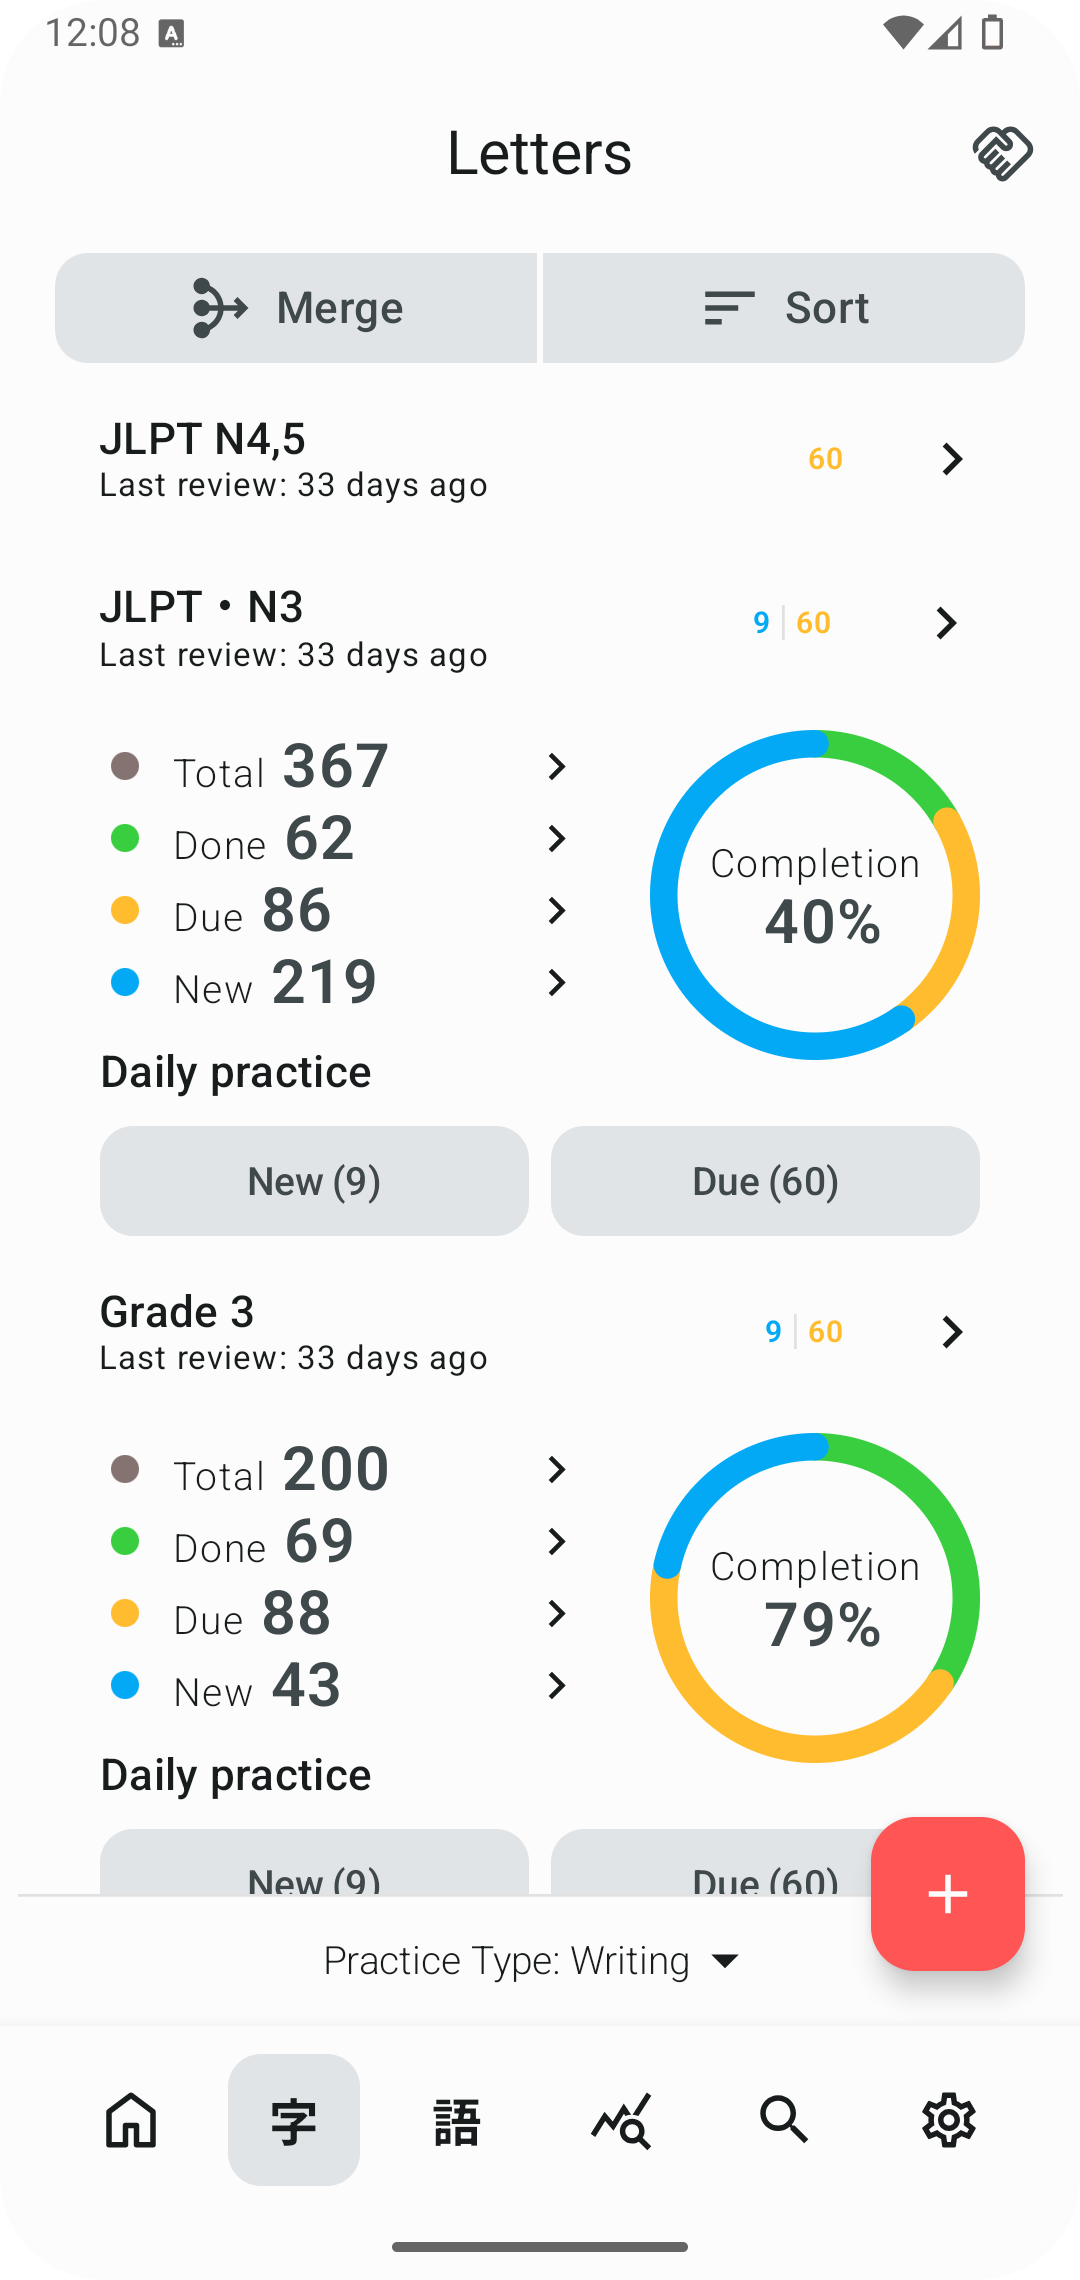 12:08
Letters
Merge
Sort
JLPT N4,5
Last review: 33 days ago
60
JLPT・N3
Last review: 33 days ago
9 60
Total 367
Done 62
Due 86
New 219
Completion
40%
Daily practice
New (9)
Due (60)
Grade 3
Last review: 33 days ago
9 60
Total 200
Done 69
Due 88
New 43
Completion
79%
Daily practice
New (9)
Due (60)
Practice Type: Writing
字
語